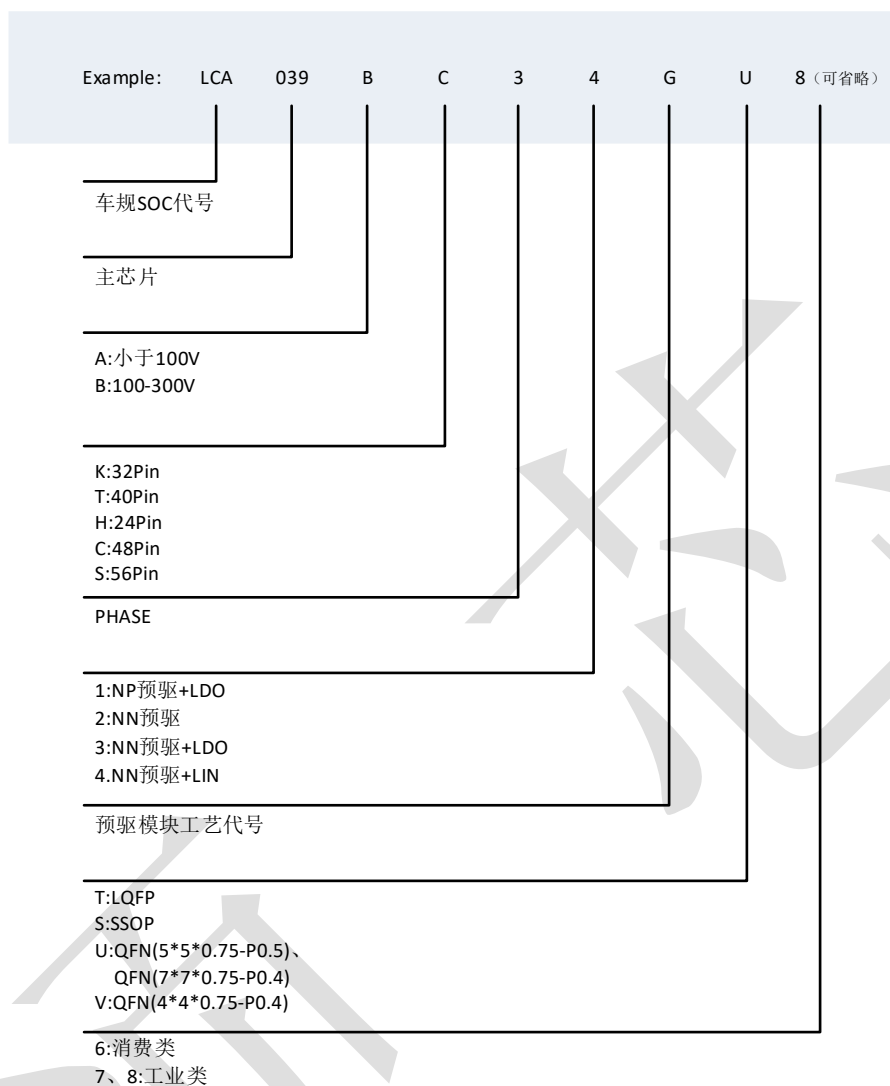 Example: LCA 039 B C 3 4 G U 8（可省略）
车规SOC代号
主芯片
A:小于100V
B:100-300V
K:32Pin
T:40Pin
H:24Pin
C:48Pin
S:56Pin
PHASE
1:NP预驱+LDO
2:NN预驱
3:NN预驱+LDO
4.NN预驱+LIN
预驱模块工艺代号
T:LQFP
S:SSOP
U:QFN(5*5*0.75-P0.5)、
QFN(7*7*0.75-P0.4)
V:QFN(4*4*0.75-P0.4)
6:消费类
7、8:工业类